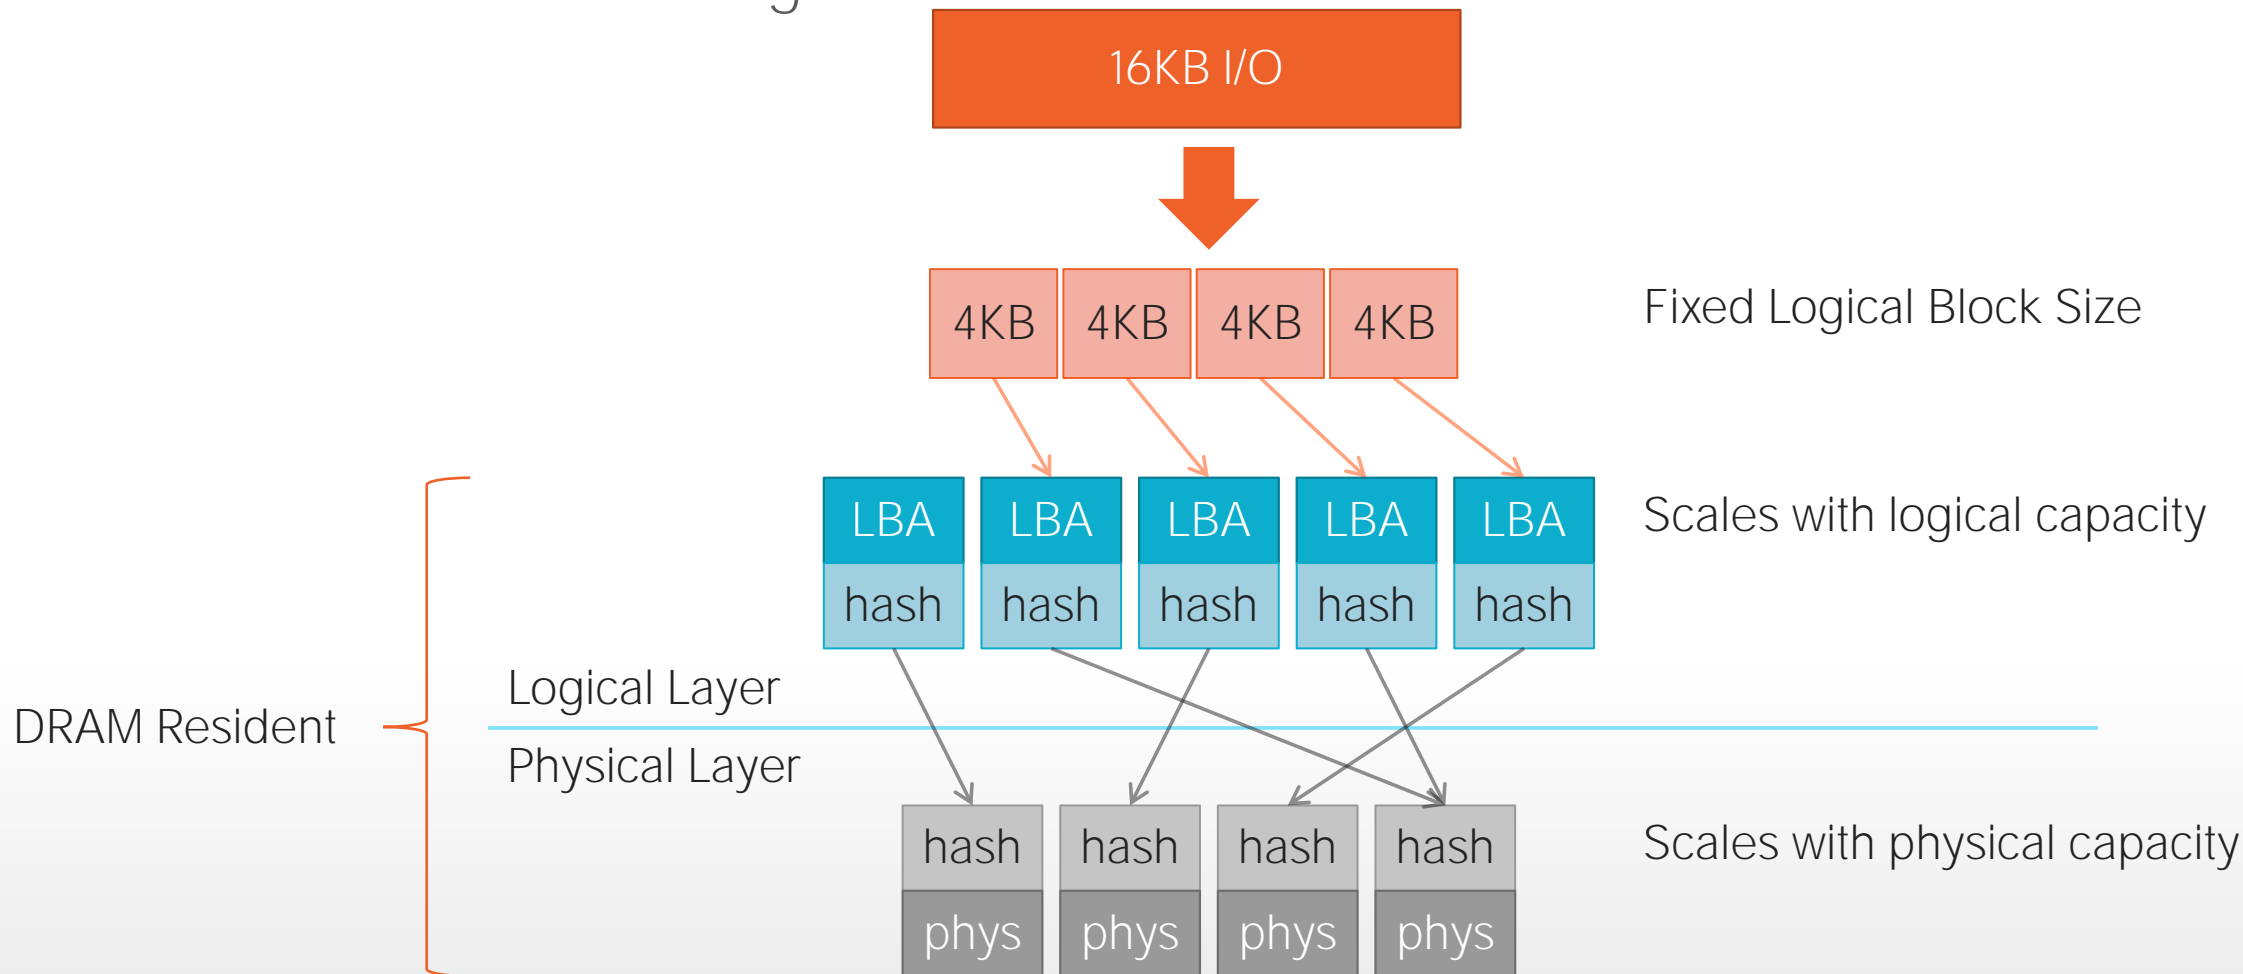 16KB I/O
4KB 4KB 4KB 4KB
Fixed Logical Block Size
LBA LBA LBA LBA LBA
Scales with logical capacity
hash hash hash hash hash
Logical Layer
DRAM Resident
Physical Layer
hash hash hash hash
Scales with physical capacity
phys phys phys phys